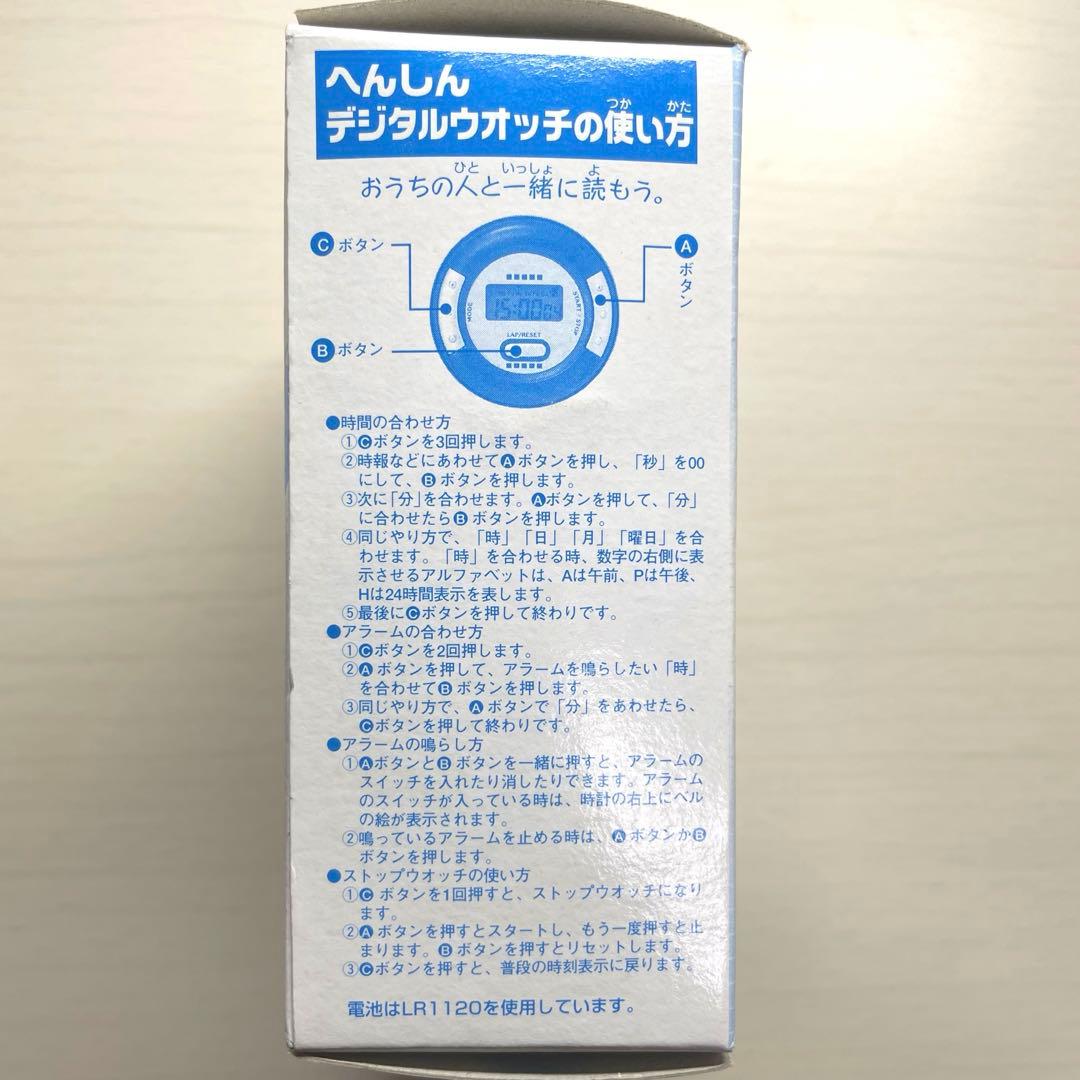 へんしん
デジタルウオッチの使い方
つか かた
おうちの人と一緒に読もう。
ひと いっしょ よ
Cボタン
Aボタン
MODE
START/STOP
15:00
LAP/RESET
Bボタン
●時間の合わせ方
①Cボタンを3回押します。
②時報などにあわせてAボタンを押し、「秒」を00
にして、Bボタンを押します。
③次に「分」を合わせます。Aボタンを押して、「分」
に合わせたらBボタンを押します。
④同じやり方で、「時」「日」「月」「曜日」を合
わせます。「時」を合わせる時、数字の右側に表
示させるアルファベットは、Aは午前、Pは午後、
Hは24時間表示を表します。
⑤最後にCボタンを押して終わりです。
●アラームの合わせ方
①Cボタンを2回押します。
②Aボタンを押して、アラームを鳴らしたい「時」
を合わせてBボタンを押します。
③同じやり方で、Aボタンで「分」をあわせたら、
Cボタンを押して終わりです。
●アラームの鳴らし方
①AボタンとBボタンを一緒に押すと、アラームの
スイッチを入れたり消したりできます。アラーム
のスイッチが入っている時は、時計の右上にベル
の絵が表示されます。
②鳴っているアラームを止める時は、AボタンかB
ボタンを押します。
●ストップウオッチの使い方
①Cボタンを1回押すと、ストップウオッチになり
ます。
②Aボタンを押すとスタートし、もう一度押すと止
まります。Bボタンを押すとリセットします。
③Cボタンを押すと、普段の時刻表示に戻ります。
電池はLR1120を使用しています。